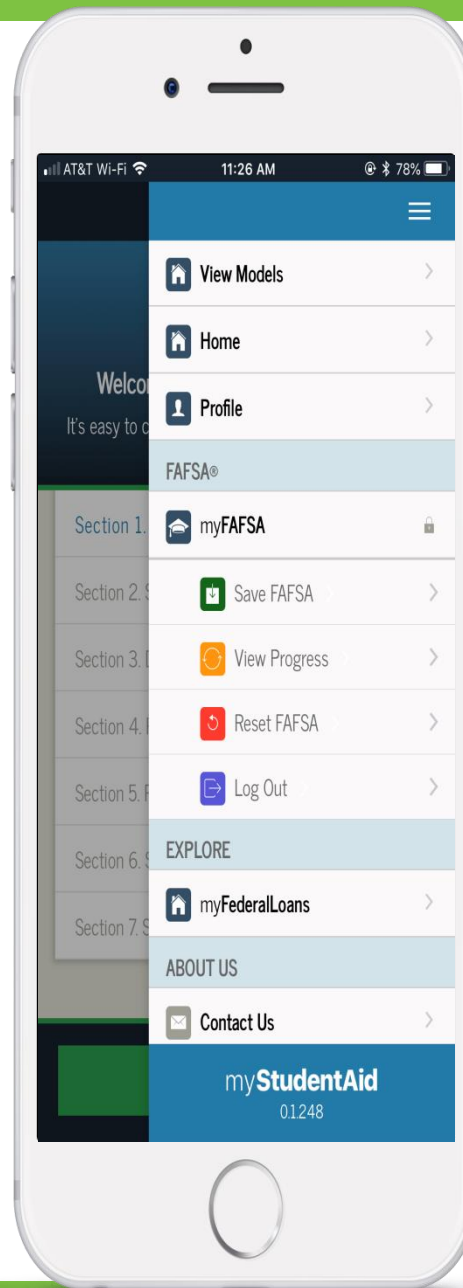 AT&T Wi-Fi 11:26 AM 78%
View Models
Home
Welco
It's easy to c
Profile
FAFSA®
Section 1.
myFAFSA
Section 2. S
Save FAFSA
Section 3. D
View Progress
Section 4. F
Reset FAFSA
Section 5. F
Log Out
Section 6. S
EXPLORE
Section 7. S
myFederalLoans
ABOUT US
Contact Us
myStudentAid
0.1.248